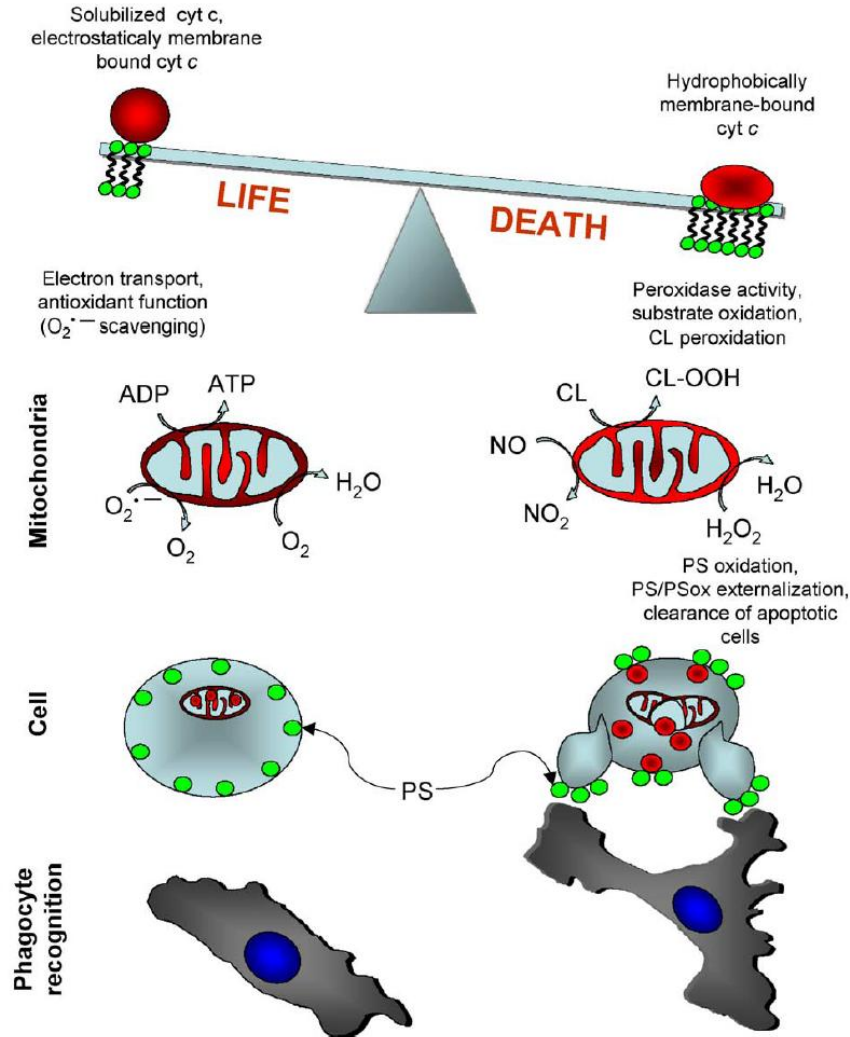 Solubilized cyt c,
electrostaticaly membrane
bound cyt c
Hydrophobically
membrane-bound
cyt c
LIFE
DEATH
Electron transport,
antioxidant function
(O₂•— scavenging)
Peroxidase activity,
substrate oxidation,
CL peroxidation
Mitochondria
ADP
ATP
O₂•—
O₂
O₂
H₂O
CL
CL-OOH
NO
NO₂
H₂O₂
H₂O
PS oxidation,
PS/PSox externalization,
clearance of apoptotic
cells
Cell
PS
Phagocyte
recognition